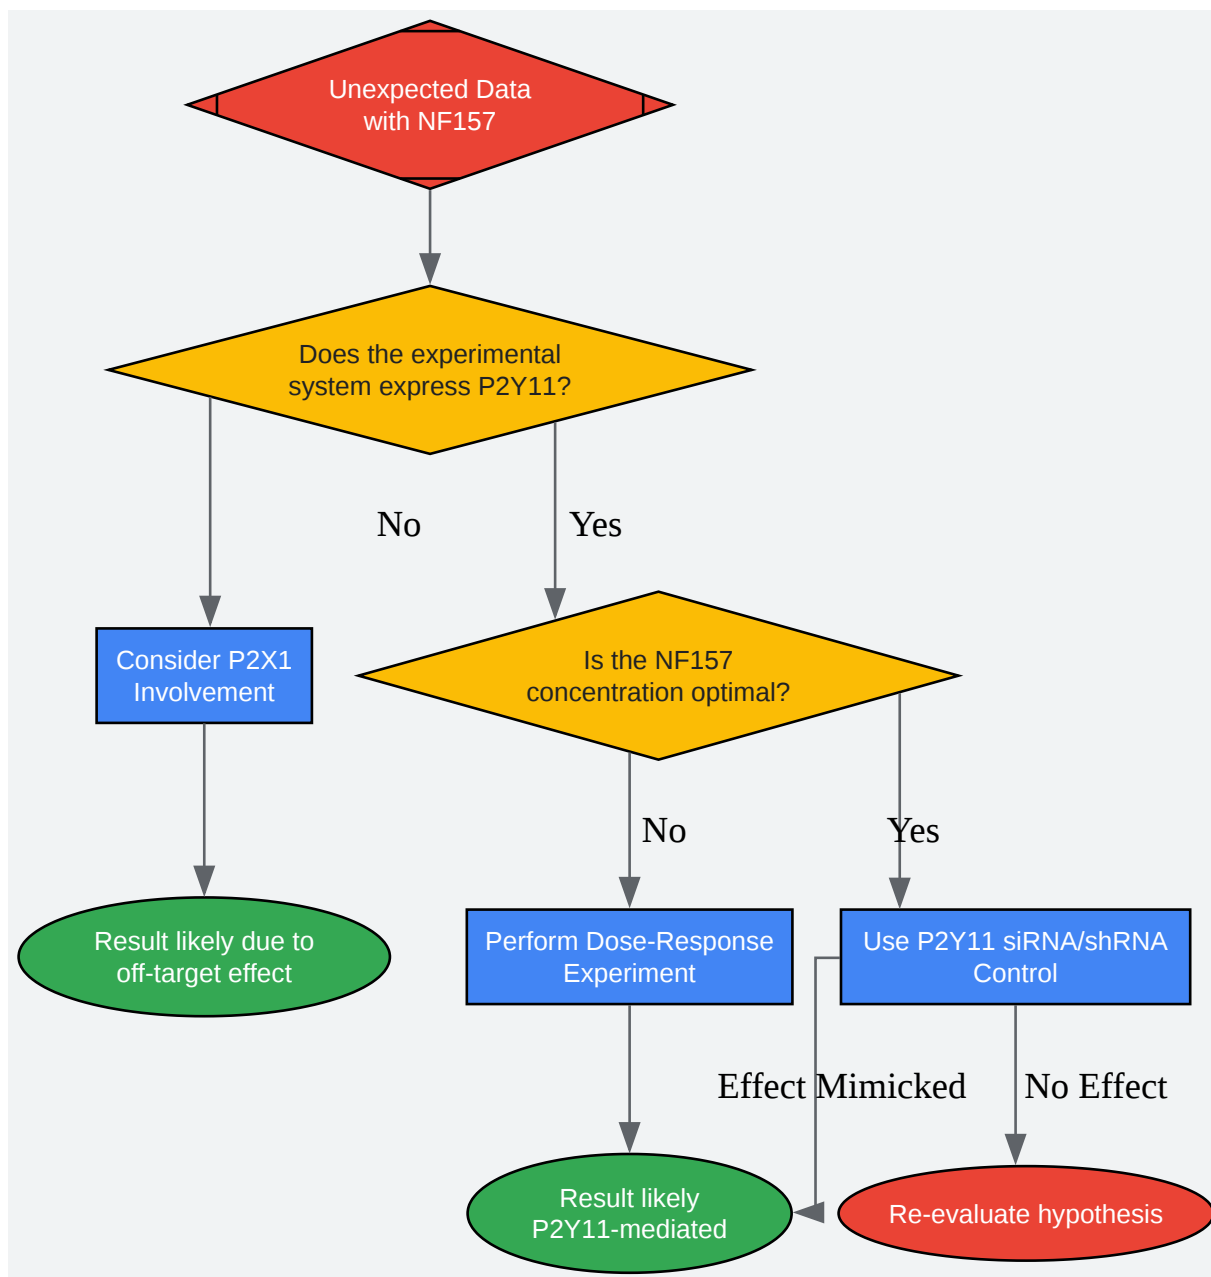 Unexpected Data
with NF157
Does the experimental
system express P2Y11?
No
Yes
Consider P2X1
Involvement
Is the NF157
concentration optimal?
No
Yes
Result likely due to
off-target effect
Perform Dose-Response
Experiment
Use P2Y11 siRNA/shRNA
Control
Effect Mimicked
No Effect
Result likely
P2Y11-mediated
Re-evaluate hypothesis